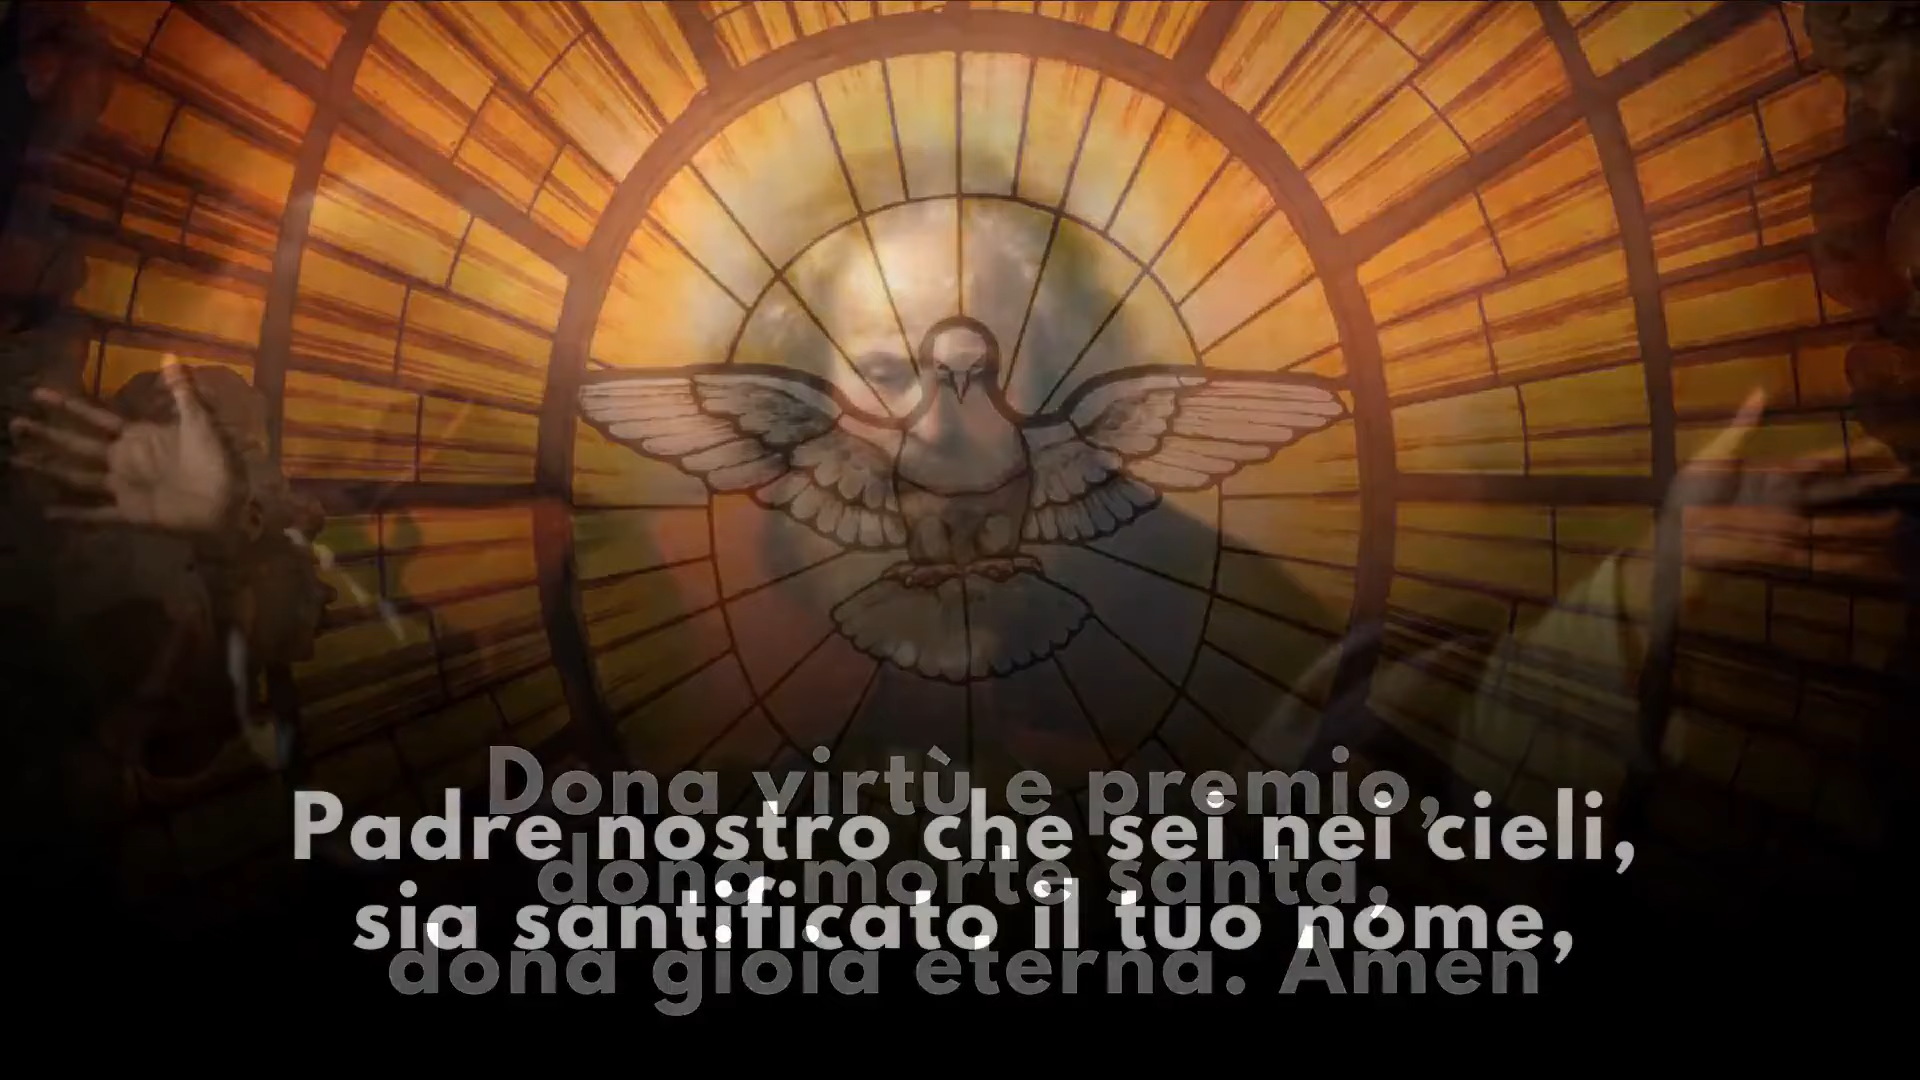 Dona virtù e premio,
Padre nostro che sei nei cieli,
dona morte santa,
sia santificato il tuo nome,
dona gioia eterna. Amen